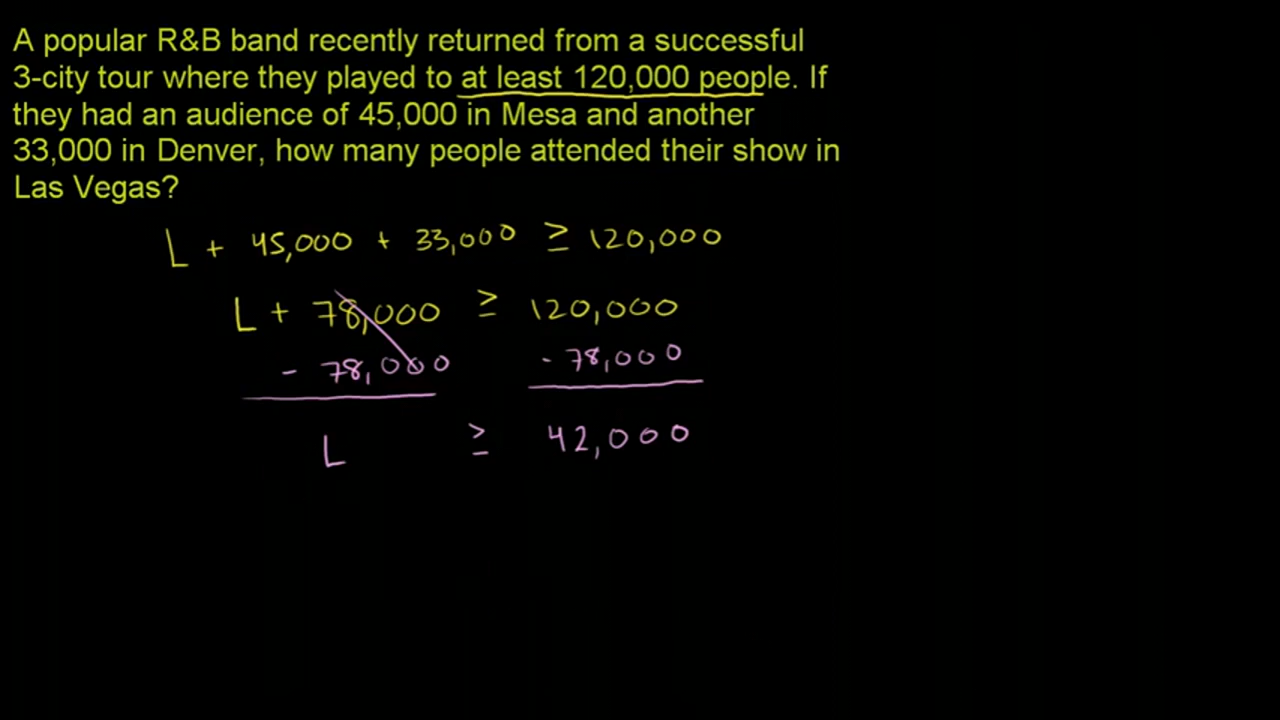 A popular R&B band recently returned from a successful
3-city tour where they played to at least 120,000 people. If
they had an audience of 45,000 in Mesa and another
33,000 in Denver, how many people attended their show in
Las Vegas?
L + 45,000 + 33,000 ≥ 120,000
L + 78,000 ≥ 120,000
- 78,000 - 78,000
L ≥ 42,000